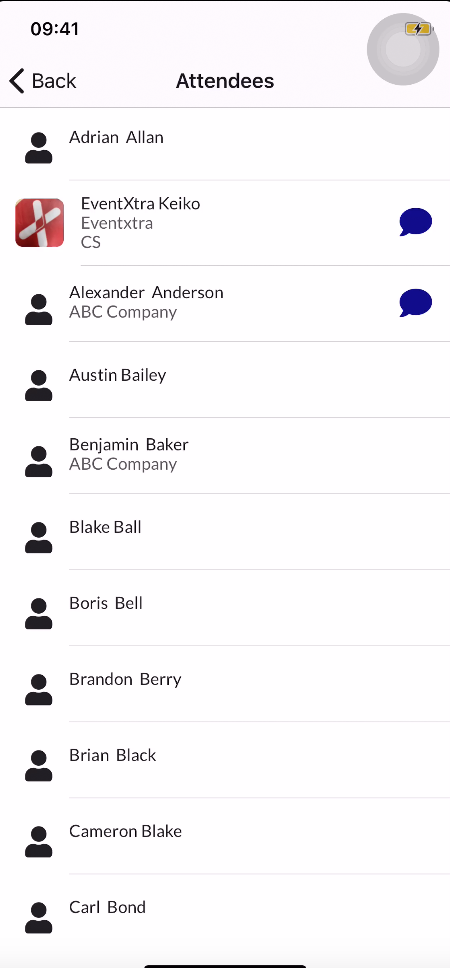 09:41
Back
Attendees
Adrian Allan
EventXtra Keiko
Eventxtra
CS
Alexander Anderson
ABC Company
Austin Bailey
Benjamin Baker
ABC Company
Blake Ball
Boris Bell
Brandon Berry
Brian Black
Cameron Blake
Carl Bond